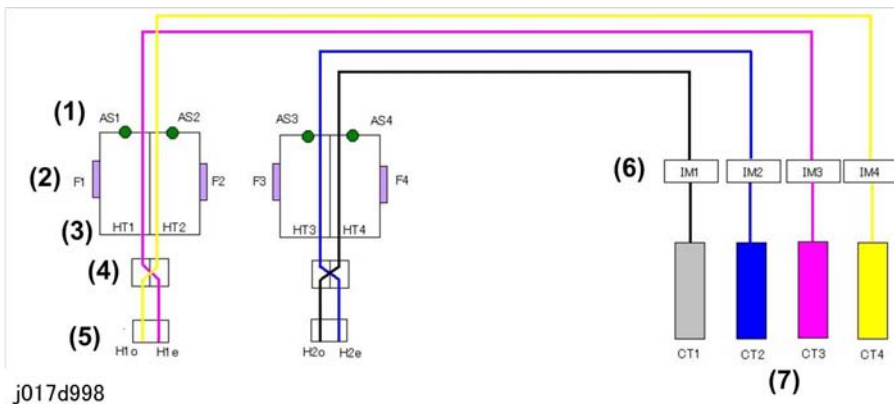 (1) AS1 AS2 AS3 AS4
(2) F1 F2 F3 F4 (6) IM1 IM2 IM3 IM4
(3) HT1 HT2 HT3 HT4
(4)
(5)
H1o H1e H2o H2e CT1 CT2 CT3 CT4
(7)
j017d998